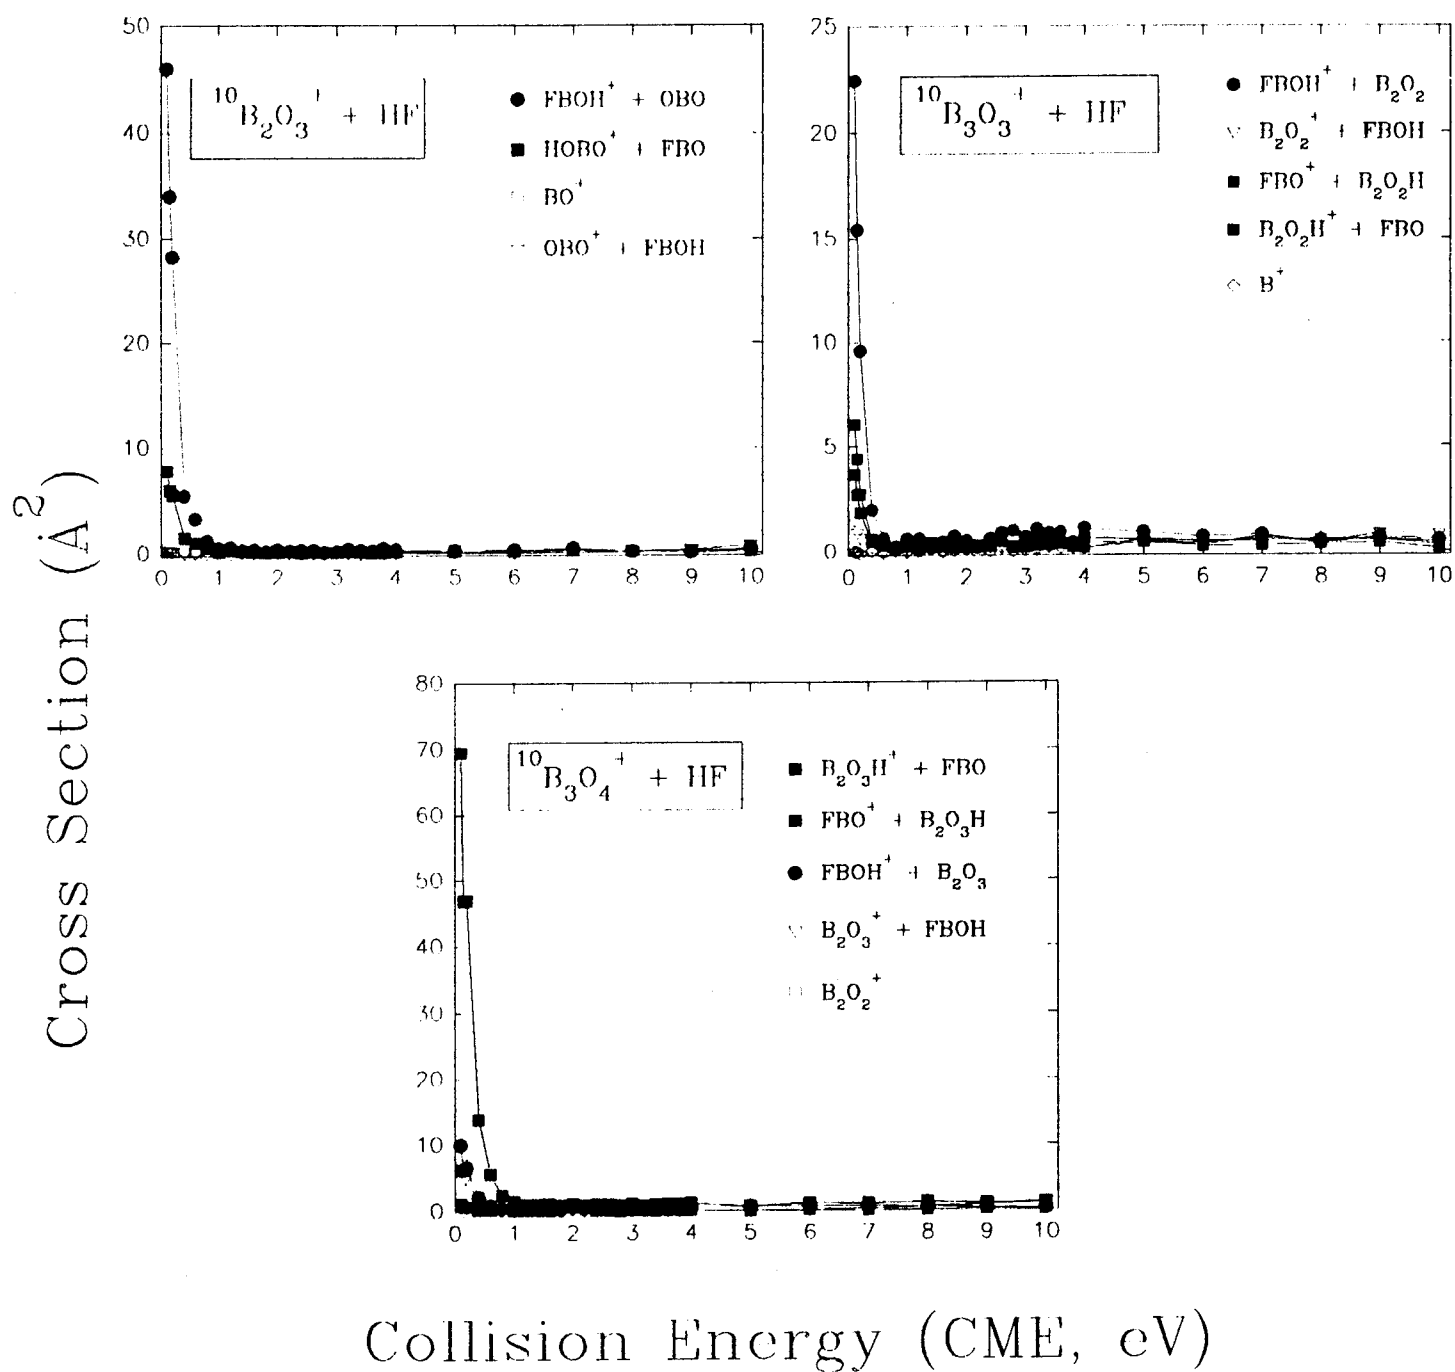 50
40
30
20
10
0
0 1 2 3 4 5 6 7 8 9 10
¹⁰B₂O₃⁺ + HF
FBOH⁺ + OBO
HOBO⁺ + FBO
BO⁺
OBO⁺ + FBOH
25
20
15
10
5
0
0 1 2 3 4 5 6 7 8 9 10
¹⁰B₃O₃⁺ + HF
FBOH⁺ + B₂O₂
B₂O₂⁺ + FBOH
FBO⁺ + B₂O₂H
B₂O₂H⁺ + FBO
B⁺
Cross Section (Å²)
80
70
60
50
40
30
20
10
0
0 1 2 3 4 5 6 7 8 9 10
¹⁰B₃O₄⁺ + HF
B₂O₃H⁺ + FBO
FBO⁺ + B₂O₃H
FBOH⁺ + B₂O₃
B₂O₃⁺ + FBOH
B₂O₂⁺
Collision Energy (CME, eV)